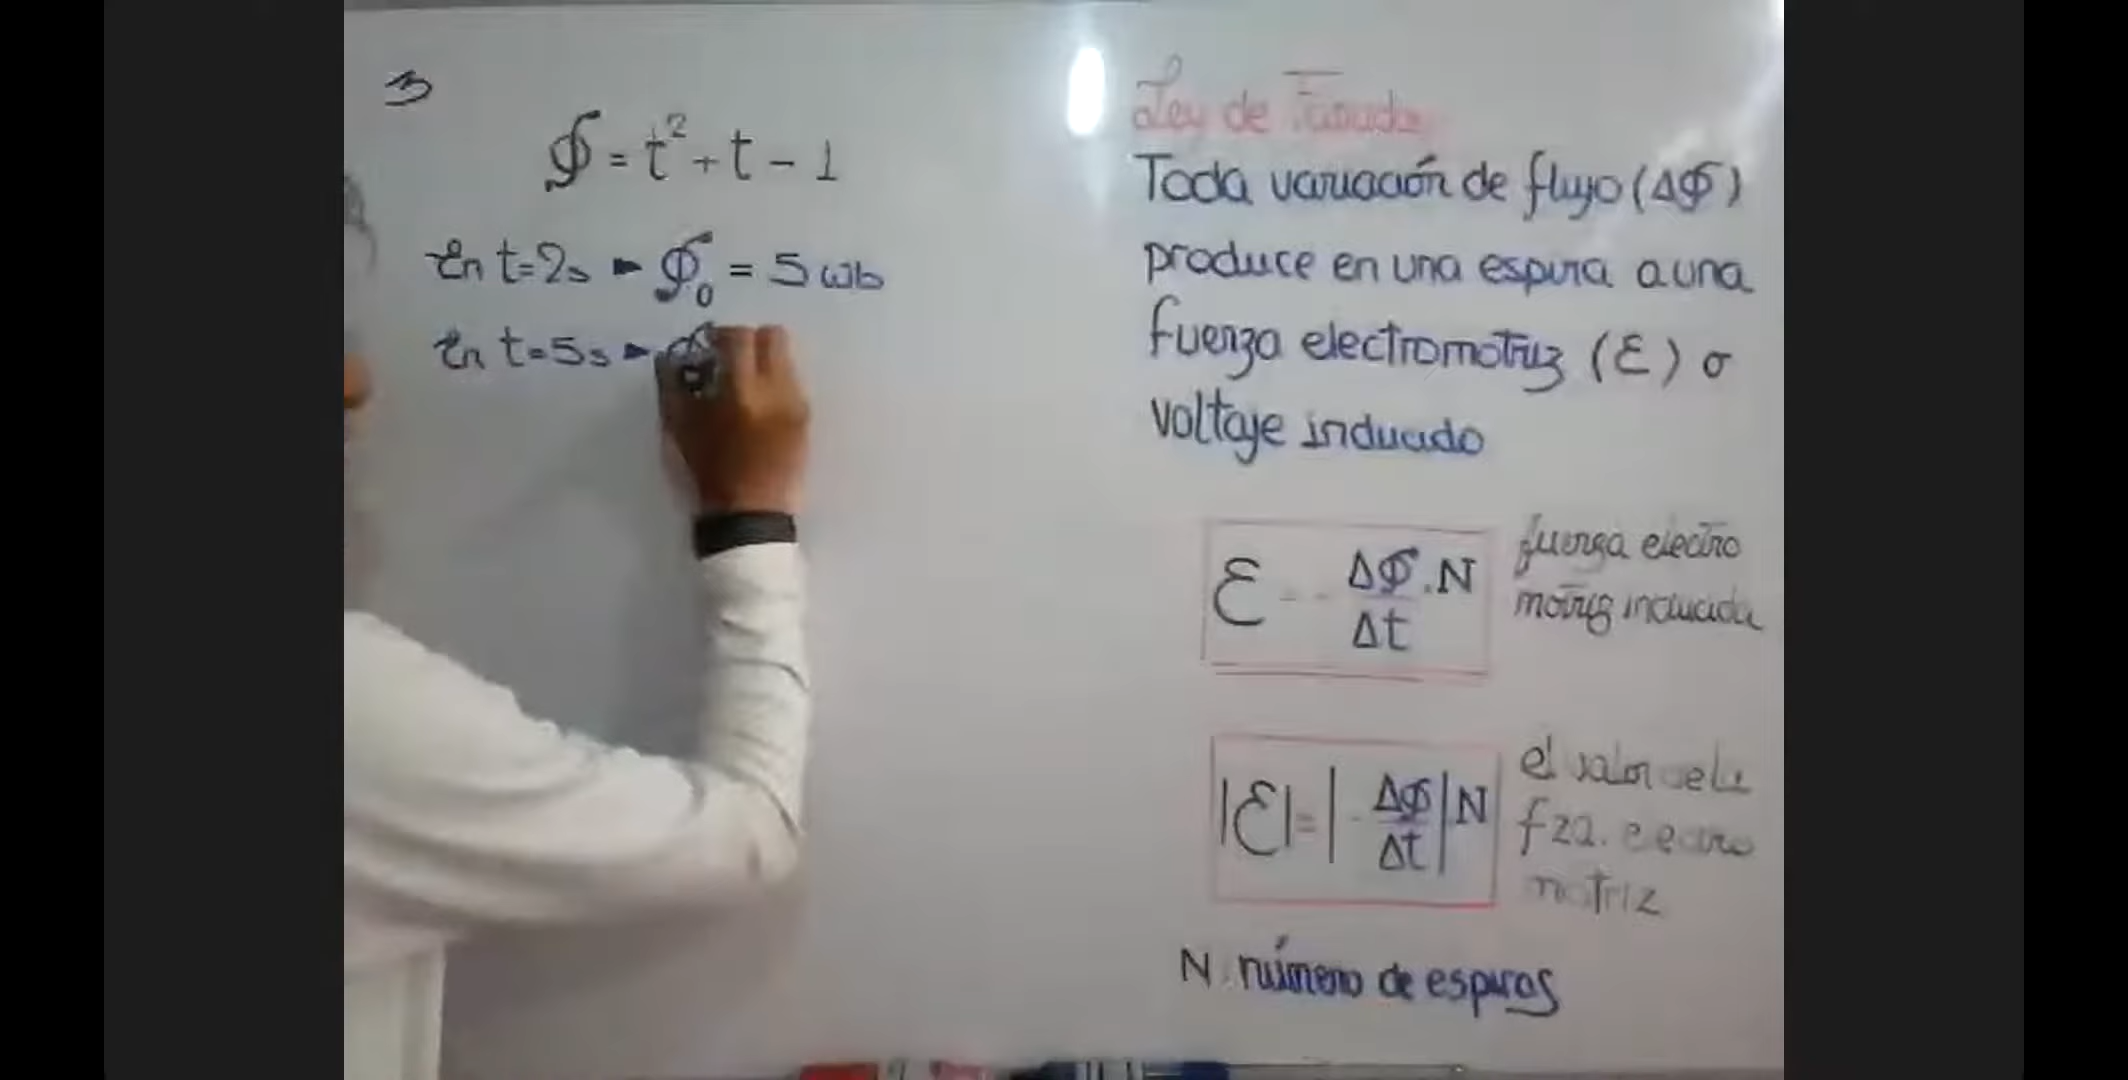 3
Φ = t² + t - 1
En t=2s ► Φ₀ = 5 wb
En t=5s ► Φ
Ley de Faraday
Toda variación de flujo (ΔΦ)
produce en una espira a una
fuerza electromotriz (ε) o
voltaje inducido
ε = - ΔΦ/Δt . N
fuerza electro
motriz inducida
|ε| = |- ΔΦ/Δt| N
el valor de la
fza. electro
motriz
N: número de espiras